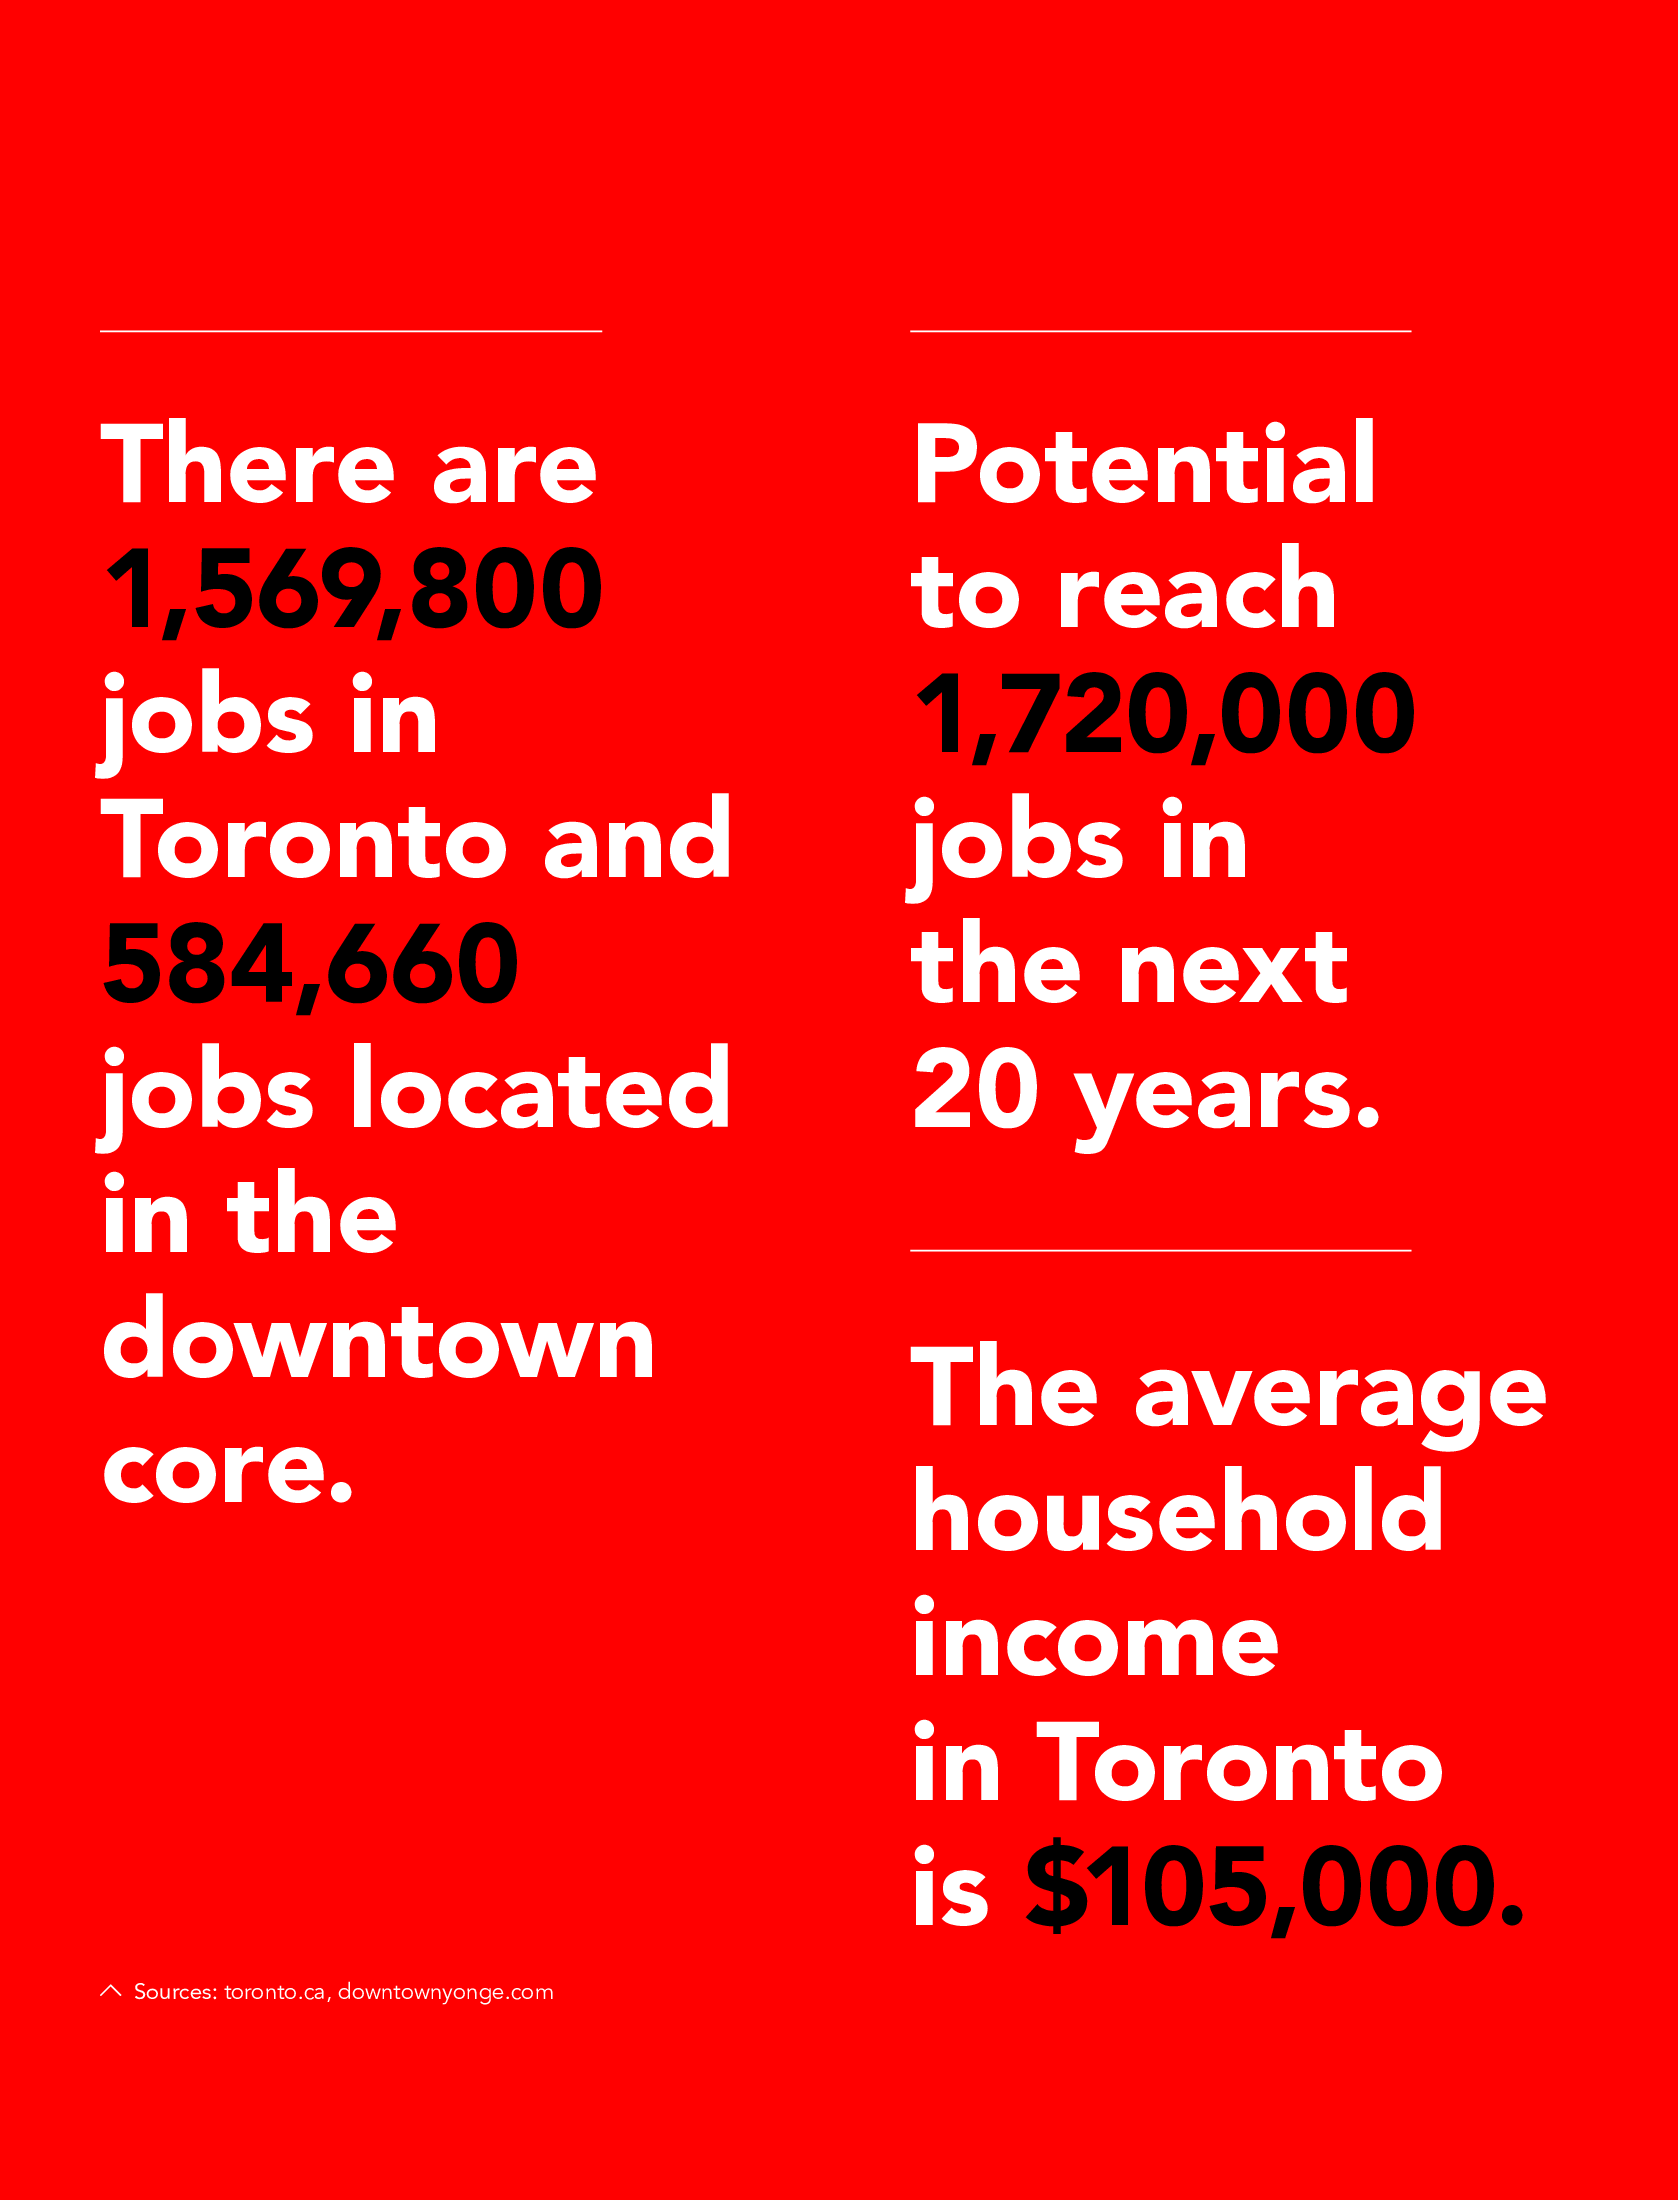 There are
1,569,800
jobs in
Toronto and
584,660
jobs located
in the
downtown
core.
Potential
to reach
1,720,000
jobs in
the next
20 years.
The average
household
income
in Toronto
is $105,000.
Sources: toronto.ca, downtownyonge.com